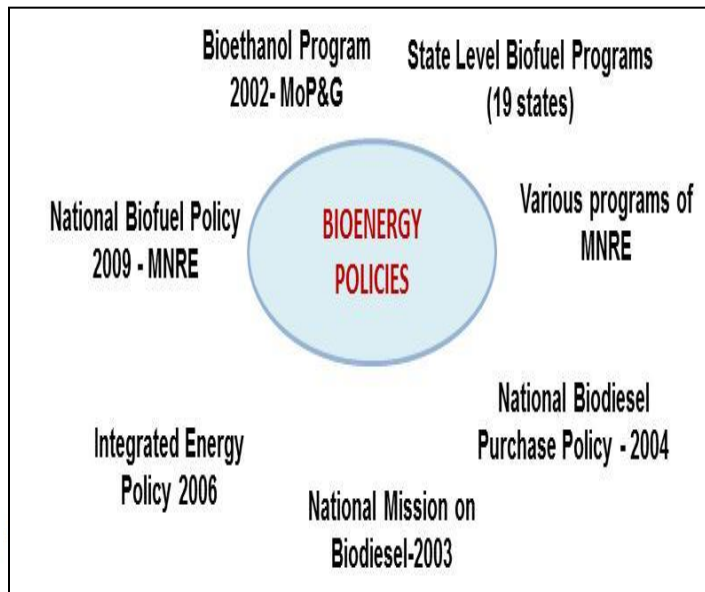 Bioethanol Program
2002- MoP&G
State Level Biofuel Programs
(19 states)
National Biofuel Policy
2009 - MNRE
BIOENERGY
POLICIES
Various programs of
MNRE
National Biodiesel
Purchase Policy - 2004
Integrated Energy
Policy 2006
National Mission on
Biodiesel-2003